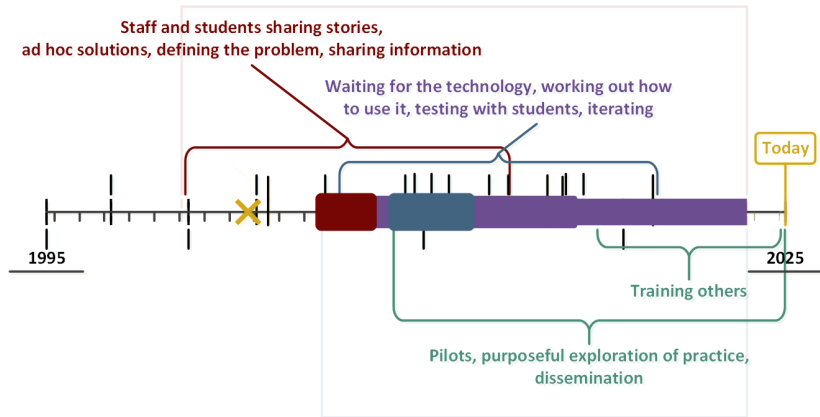 Staff and students sharing stories,
ad hoc solutions, defining the problem, sharing information
Waiting for the technology, working out how
to use it, testing with students, iterating
Today
1995
2025
Training others
Pilots, purposeful exploration of practice,
dissemination